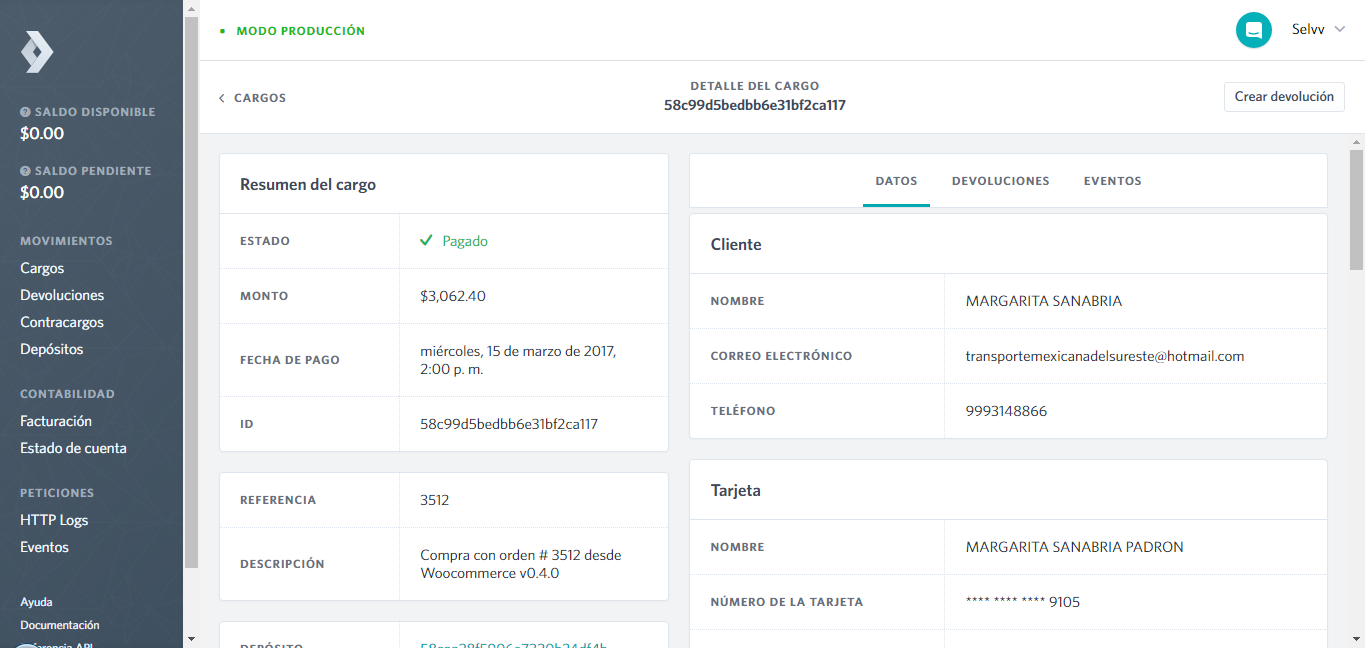 SALDO DISPONIBLE
$0.00
SALDO PENDIENTE
$0.00
MOVIMIENTOS
Cargos
Devoluciones
Contracargos
Depósitos
CONTABILIDAD
Facturación
Estado de cuenta
PETICIONES
HTTP Logs
Eventos
Ayuda
Documentación
MODO PRODUCCIÓN
Selvv
CARGOS
DETALLE DEL CARGO
58c99d5bedbb6e31bf2ca117
Crear devolución
Resumen del cargo
ESTADO Pagado
MONTO $3,062.40
FECHA DE PAGO miércoles, 15 de marzo de 2017,
2:00 p. m.
ID 58c99d5bedbb6e31bf2ca117
REFERENCIA 3512
DESCRIPCIÓN Compra con orden # 3512 desde
Woocommerce v0.4.0
DEPÓSITO
DATOS DEVOLUCIONES EVENTOS
Cliente
NOMBRE MARGARITA SANABRIA
CORREO ELECTRÓNICO transportemexicanadelsureste@hotmail.com
TELÉFONO 9993148866
Tarjeta
NOMBRE MARGARITA SANABRIA PADRON
NÚMERO DE LA TARJETA **** **** **** 9105